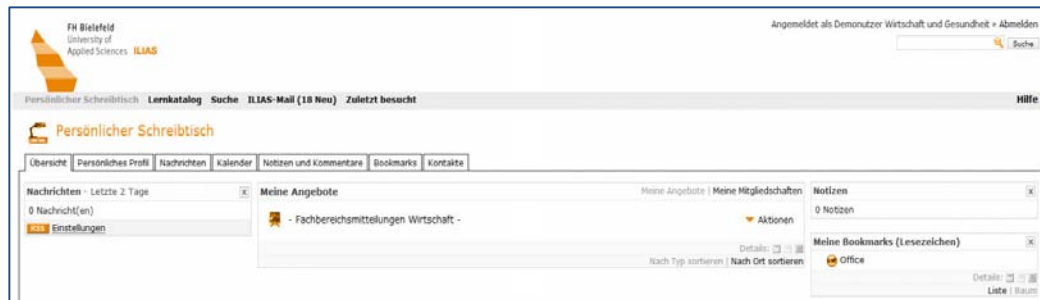 FH Bielefeld
University of
Applied Sciences ILIAS
Angemeldet als Demonutzer Wirtschaft und Gesundheit » Abmelden
Suche
Persönlicher Schreibtisch Lernkatalog Suche ILIAS-Mail (18 Neu) Zuletzt besucht Hilfe
Persönlicher Schreibtisch
Übersicht Persönliches Profil Nachrichten Kalender Notizen und Kommentare Bookmarks Kontakte
Nachrichten - Letzte 2 Tage X
0 Nachricht(en)
RSS Einstellungen
Meine Angebote Meine Angebote | Meine Mitgliedschaften
- Fachbereichsmitteilungen Wirtschaft - Aktionen
Details:
Nach Typ sortieren | Nach Ort sortieren
Notizen X
0 Notizen
Meine Bookmarks (Lesezeichen) X
Office
Details:
Liste | Baum